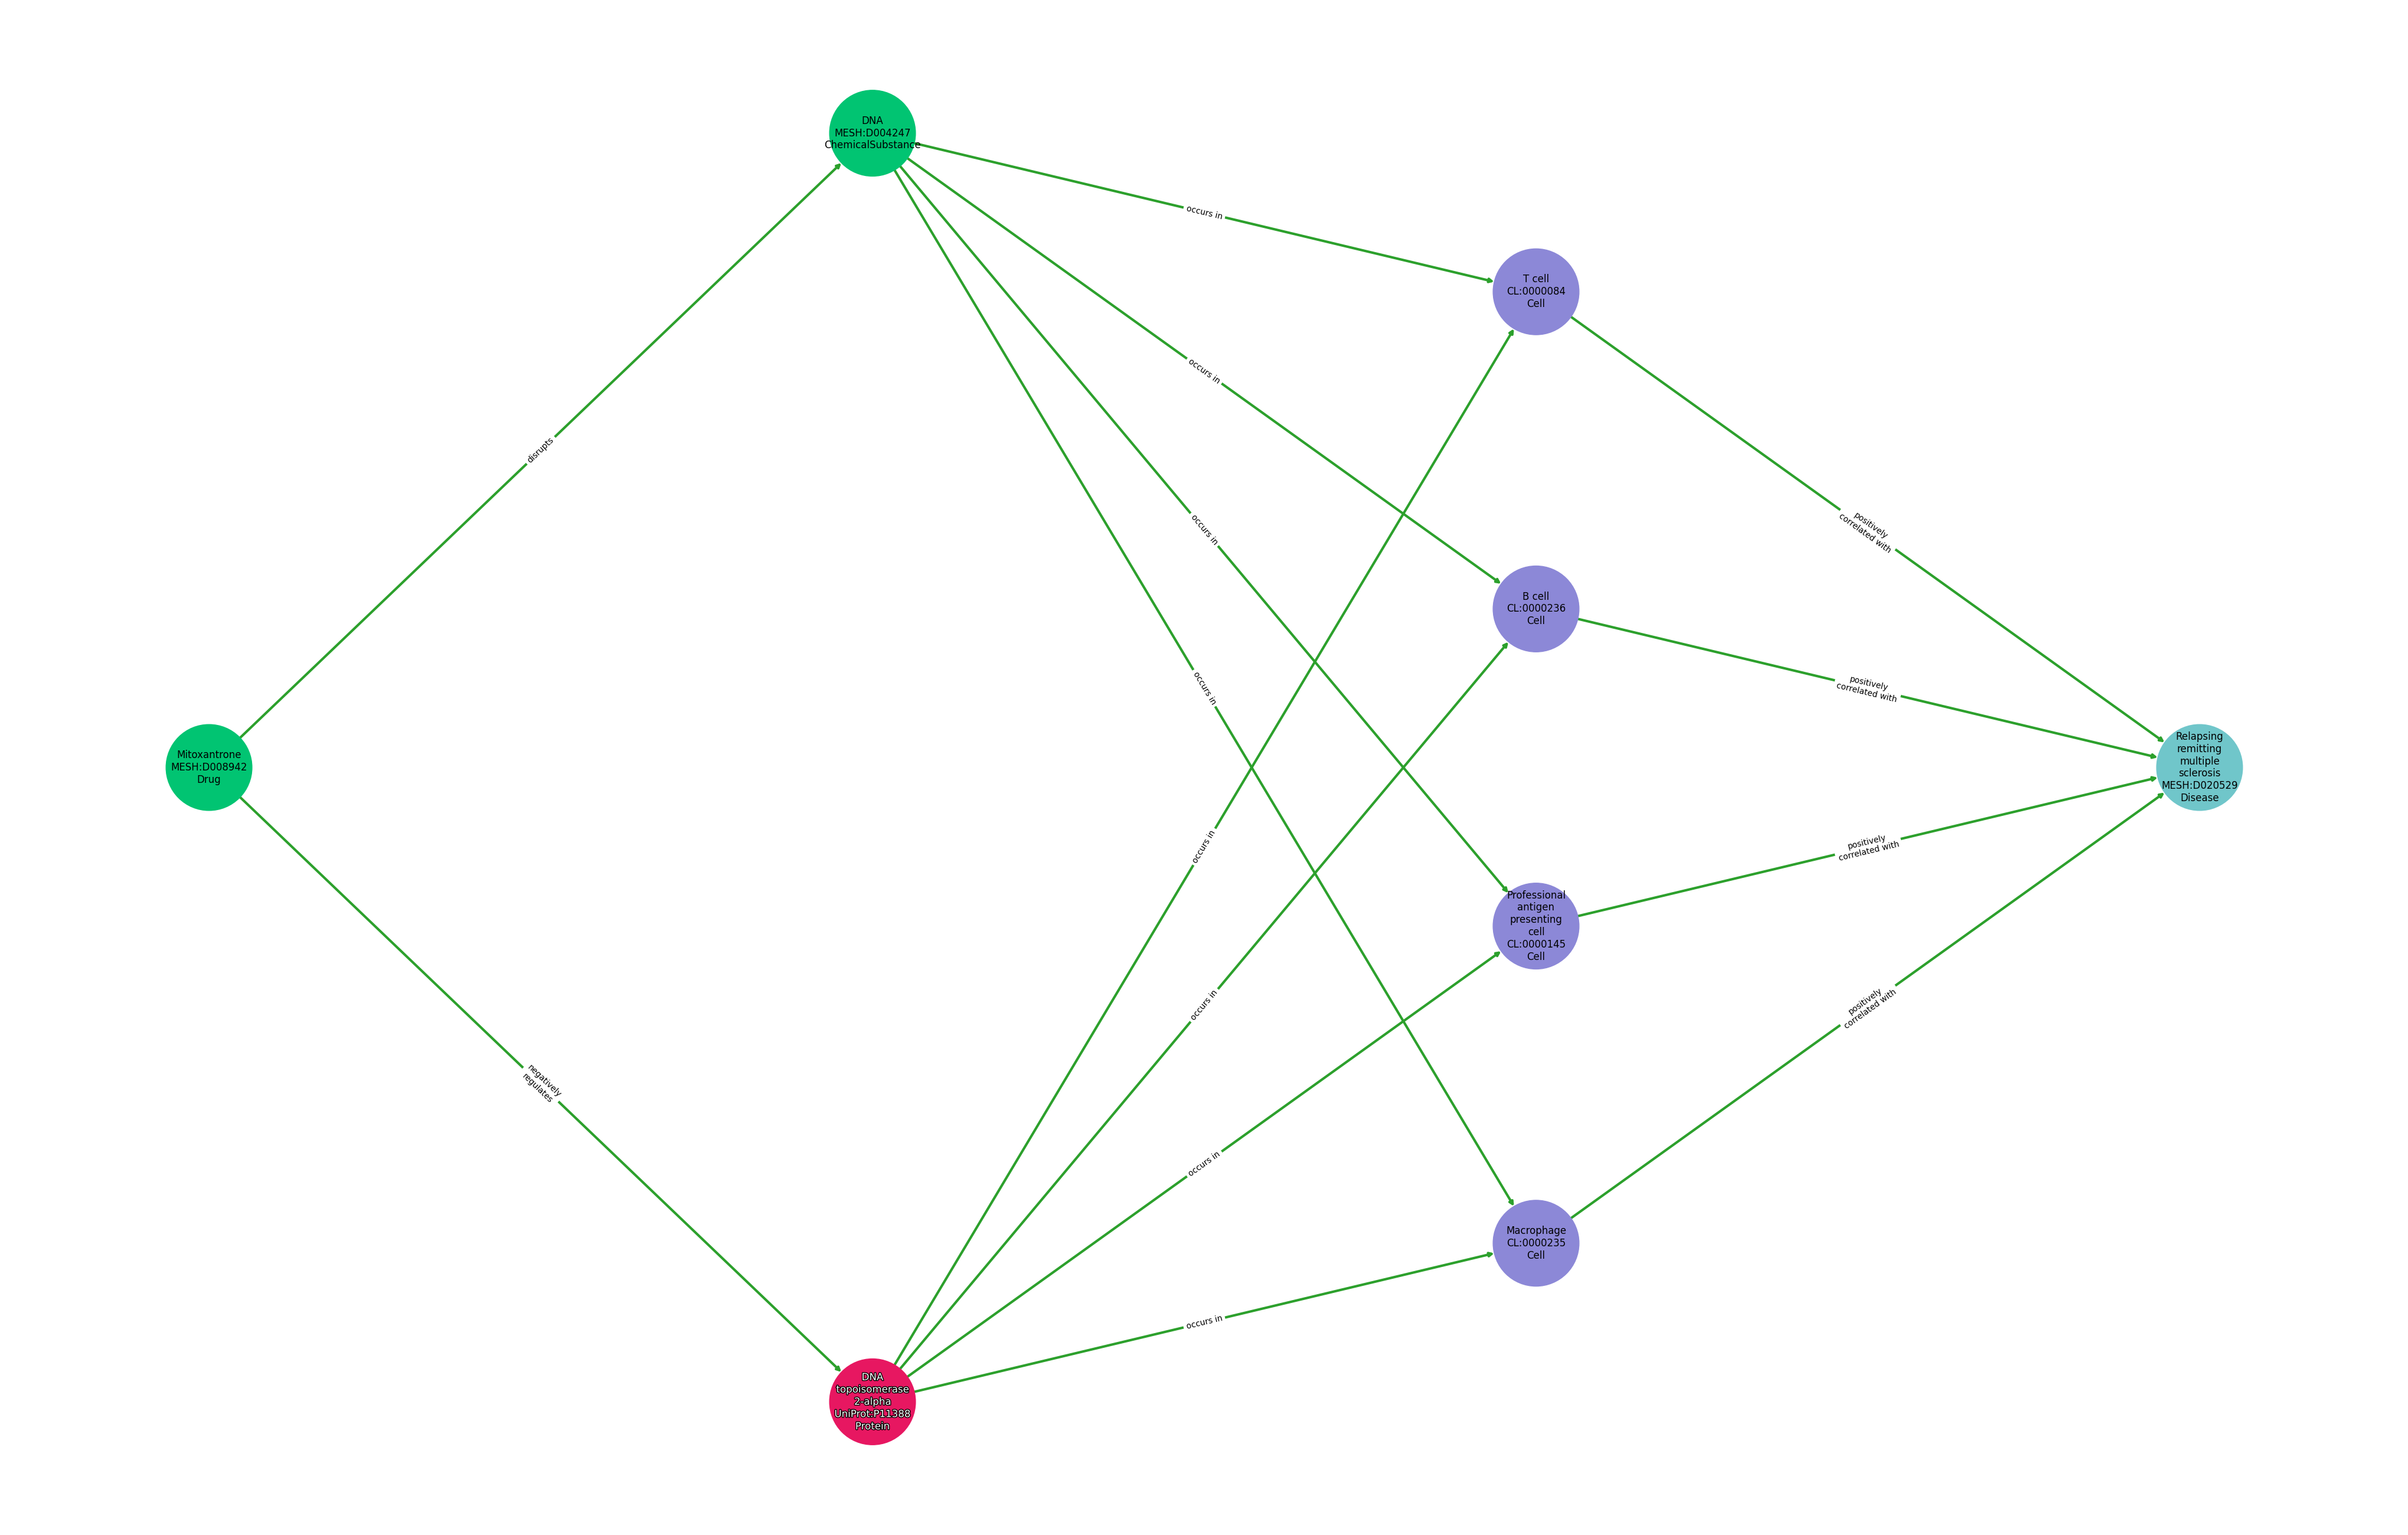 DNA
MESH:D004247
ChemicalSubstance
occurs in
T cell
CL:0000084
Cell
occurs in
disrupts
occurs in
positively
correlated with
B cell
CL:0000236
Cell
occurs in
positively
correlated with
Mitoxantrone
MESH:D008942
Drug
Relapsing
remitting
multiple
sclerosis
MESH:D020529
Disease
occurs in
positively
correlated with
Professional
antigen
presenting
cell
CL:0000145
Cell
occurs in
positively
correlated with
negatively
regulates
occurs in
Macrophage
CL:0000235
Cell
occurs in
DNA
topoisomerase
2-alpha
UniProt:P11388
Protein